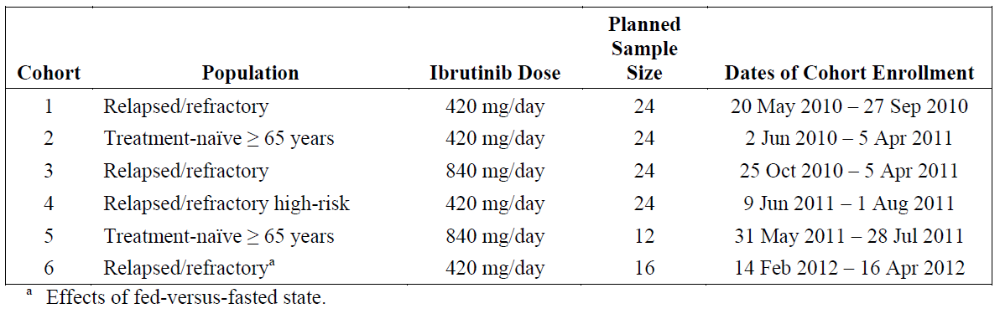 Planned
Sample
Cohort Population Ibrutinib Dose Size Dates of Cohort Enrollment
1 Relapsed/refractory 420 mg/day 24 20 May 2010 – 27 Sep 2010
2 Treatment-naïve ≥ 65 years 420 mg/day 24 2 Jun 2010 – 5 Apr 2011
3 Relapsed/refractory 840 mg/day 24 25 Oct 2010 – 5 Apr 2011
4 Relapsed/refractory high-risk 420 mg/day 24 9 Jun 2011 – 1 Aug 2011
5 Treatment-naïve ≥ 65 years 840 mg/day 12 31 May 2011 – 28 Jul 2011
6 Relapsed/refractoryᵃ 420 mg/day 16 14 Feb 2012 – 16 Apr 2012
ᵃ Effects of fed-versus-fasted state.